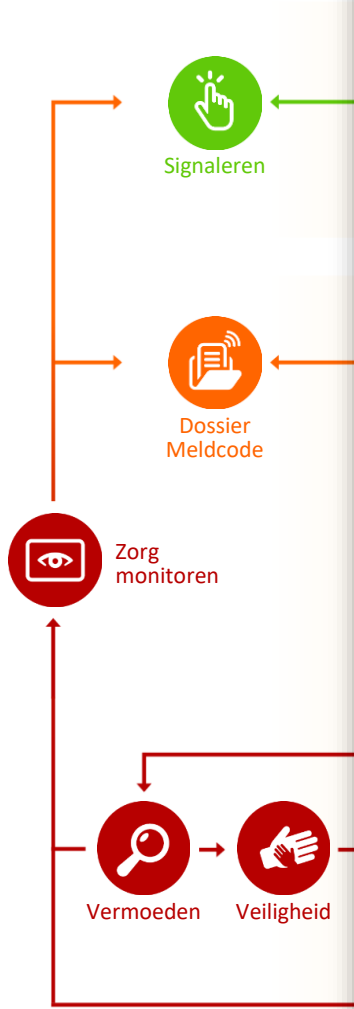 Signaleren
Dossier
Meldcode
Zorg
monitoren
Vermoeden
Veiligheid